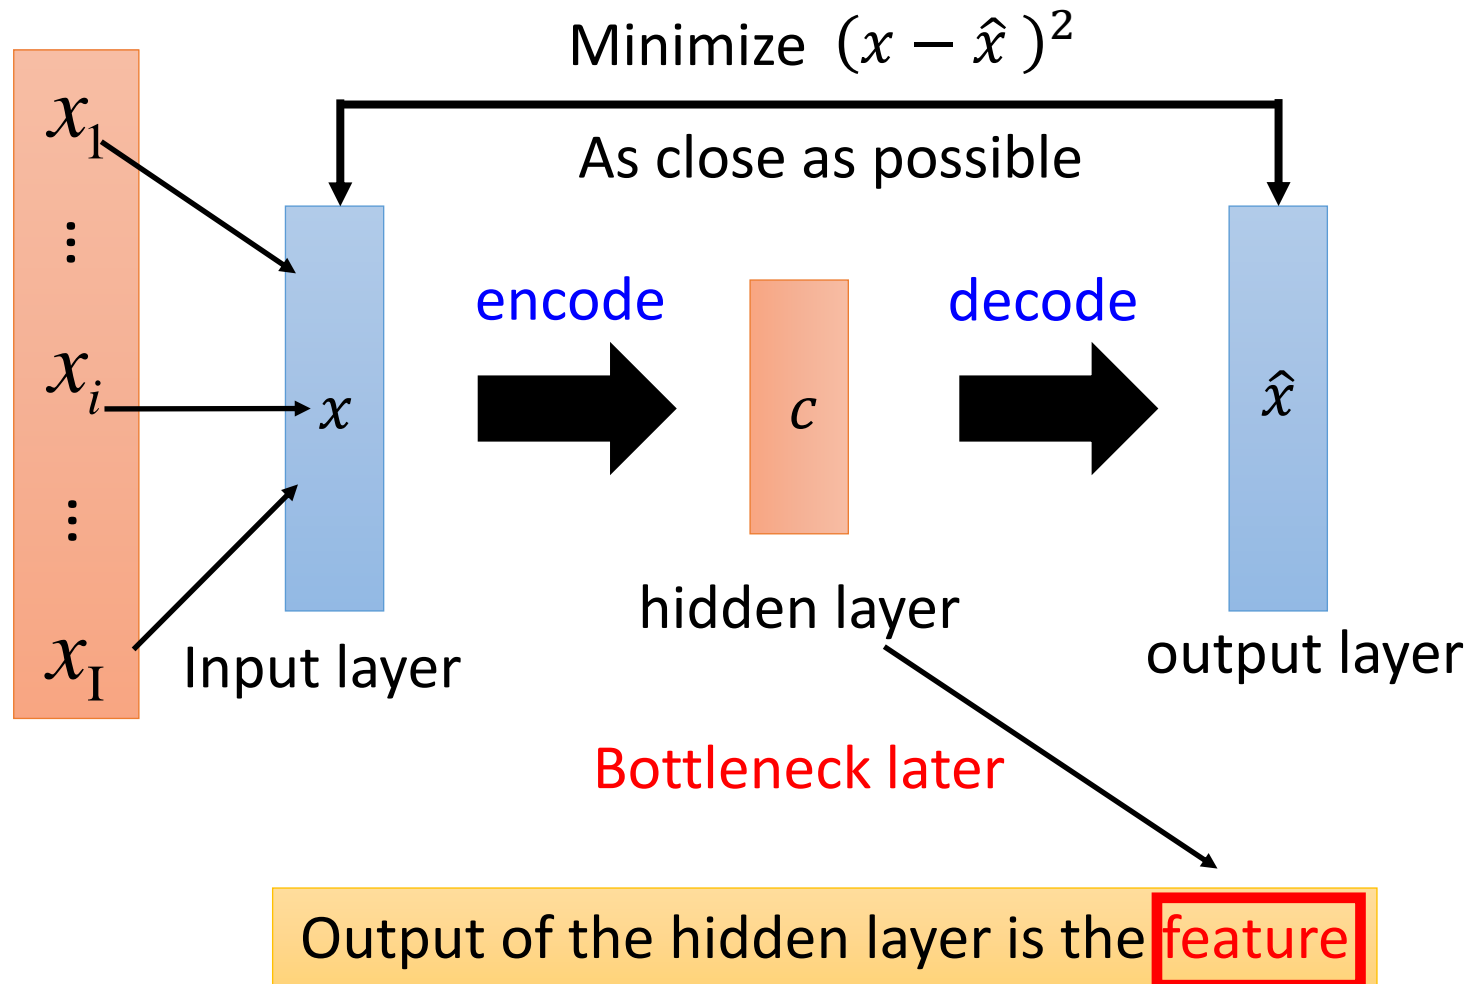 Minimize (x − x̂ )²
As close as possible
x₁
⋮
xᵢ
⋮
x_I
x
Input layer
encode
c
hidden layer
decode
x̂
output layer
Bottleneck later
Output of the hidden layer is the feature